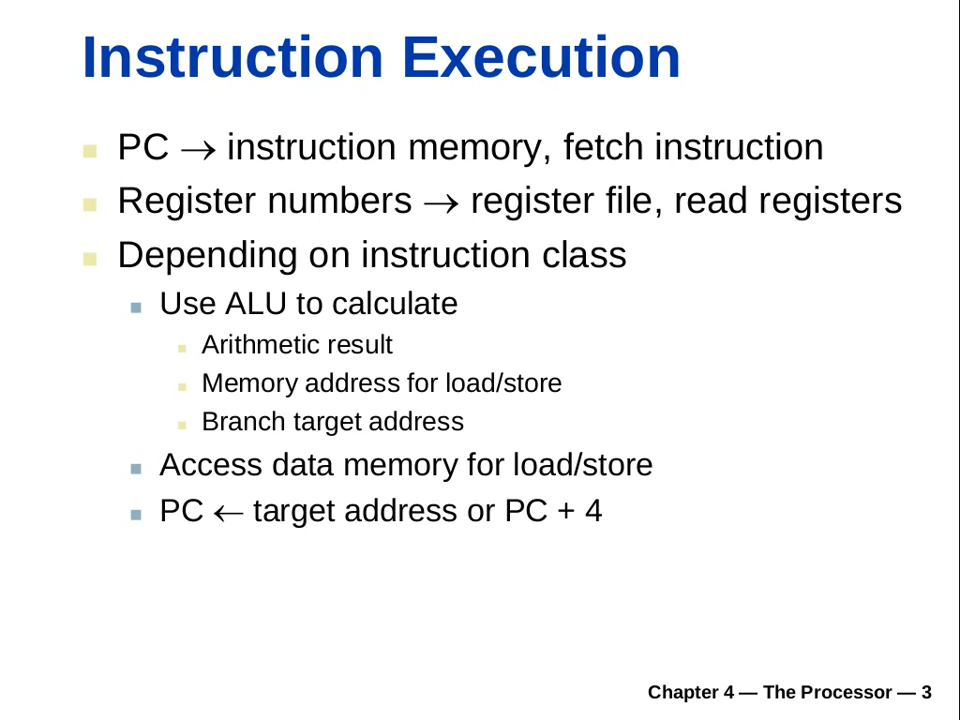 Instruction Execution
PC → instruction memory, fetch instruction
Register numbers → register file, read registers
Depending on instruction class
Use ALU to calculate
Arithmetic result
Memory address for load/store
Branch target address
Access data memory for load/store
PC ← target address or PC + 4
Chapter 4 — The Processor — 3